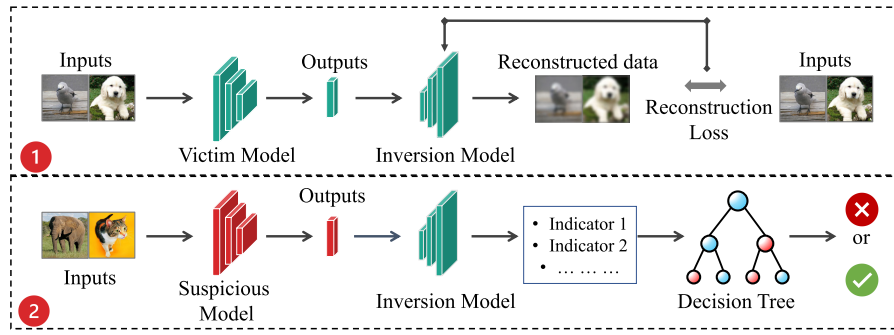 Inputs
Outputs
Reconstructed data
Inputs
Reconstruction
Loss
Victim Model
Inversion Model
1
Outputs
• Indicator 1
• Indicator 2
• … … …
or
Inputs
Suspicious
Model
Inversion Model
Decision Tree
2